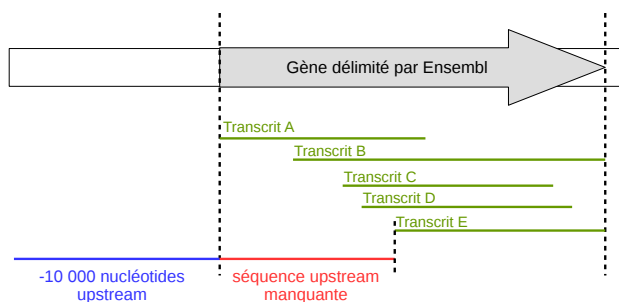 Gène délimité par Ensembl
Transcrit A
Transcrit B
Transcrit C
Transcrit D
Transcrit E
-10 000 nucléotides
upstream
séquence upstream
manquante